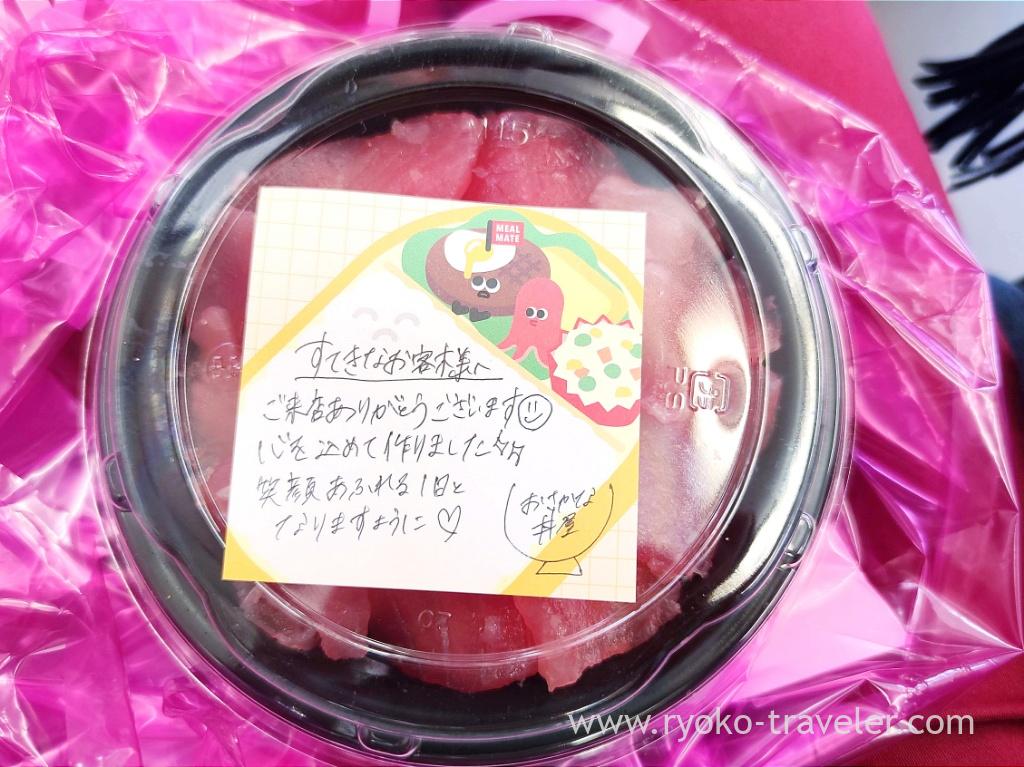 MEAL
MATE
すてきなお客様へ
ご来店ありがとうございます
心を込めて作りました
笑顔あふれる1日と
なりますように♡
おさかな
丼屋
07
www.ryoko-traveler.com